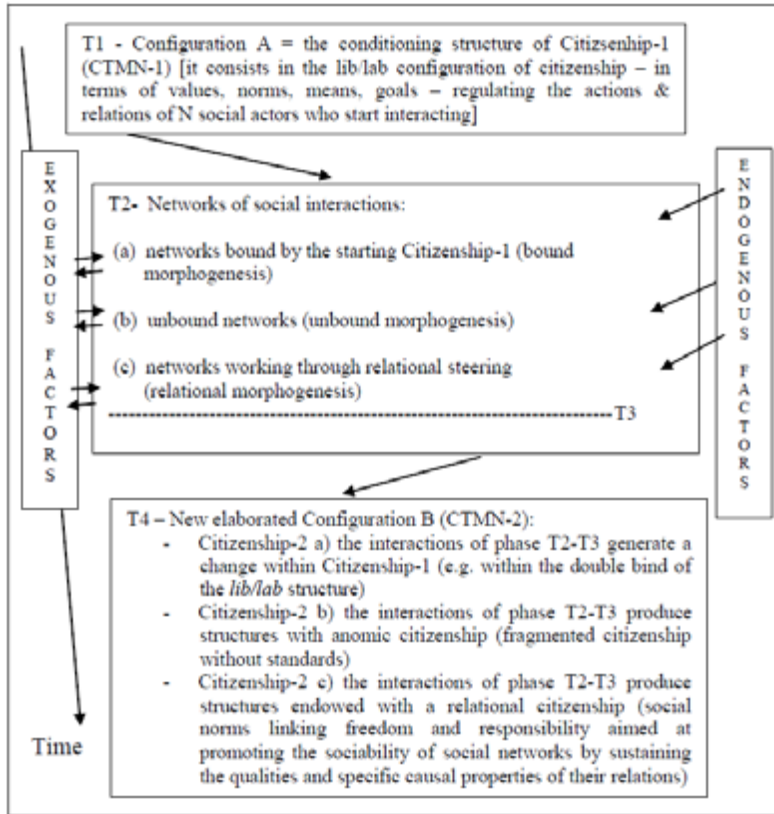 T1 - Configuration A = the conditioning structure of Citizsenhip-1
(CTMN-1) [it consists in the lib/lab configuration of citizenship – in
terms of values, norms, means, goals – regulating the actions &
relations of N social actors who start interacting]
EXOGENOUS FACTORS
ENDOGENOUS FACTORS
T2- Networks of social interactions:
(a) networks bound by the starting Citizenship-1 (bound
morphogenesis)
(b) unbound networks (unbound morphogenesis)
(c) networks working through relational steering
(relational morphogenesis)
------------------------------------------------------------T3
T4 – New elaborated Configuration B (CTMN-2):
- Citizenship-2 a) the interactions of phase T2-T3 generate a
change within Citizenship-1 (e.g. within the double bind of
the lib/lab structure)
- Citizenship-2 b) the interactions of phase T2-T3 produce
structures with anomic citizenship (fragmented citizenship
without standards)
- Citizenship-2 c) the interactions of phase T2-T3 produce
structures endowed with a relational citizenship (social
norms linking freedom and responsibility aimed at
promoting the sociability of social networks by sustaining
the qualities and specific causal properties of their relations)
Time